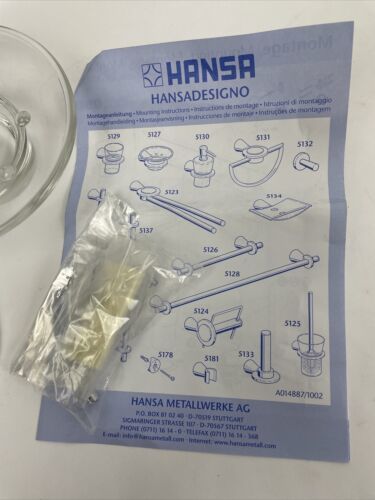 HANSA
HANSADESIGNO
Montageanleitung • Mounting Instructions • Instructions de montage • Istruzioni di montaggio
Montagehandleiding • Montageanvisning • Instrucciones de montaje • Instruções de montagem
5129 5127 5130 5131 5132
5123 5134
5137
5126
5128
5124 5125
5178 5181 5133
A014887/1002
HANSA METALLWERKE AG
P.O. BOX 81 02 40 · D-70519 STUTTGART
SIGMARINGER STRASSE 107 · D-70567 STUTTGART
PHONE (0711) 16 14 - 0 · TELEFAX (0711) 16 14 - 368
E-mail: info@hansametall.com · Internet: www.hansametall.com